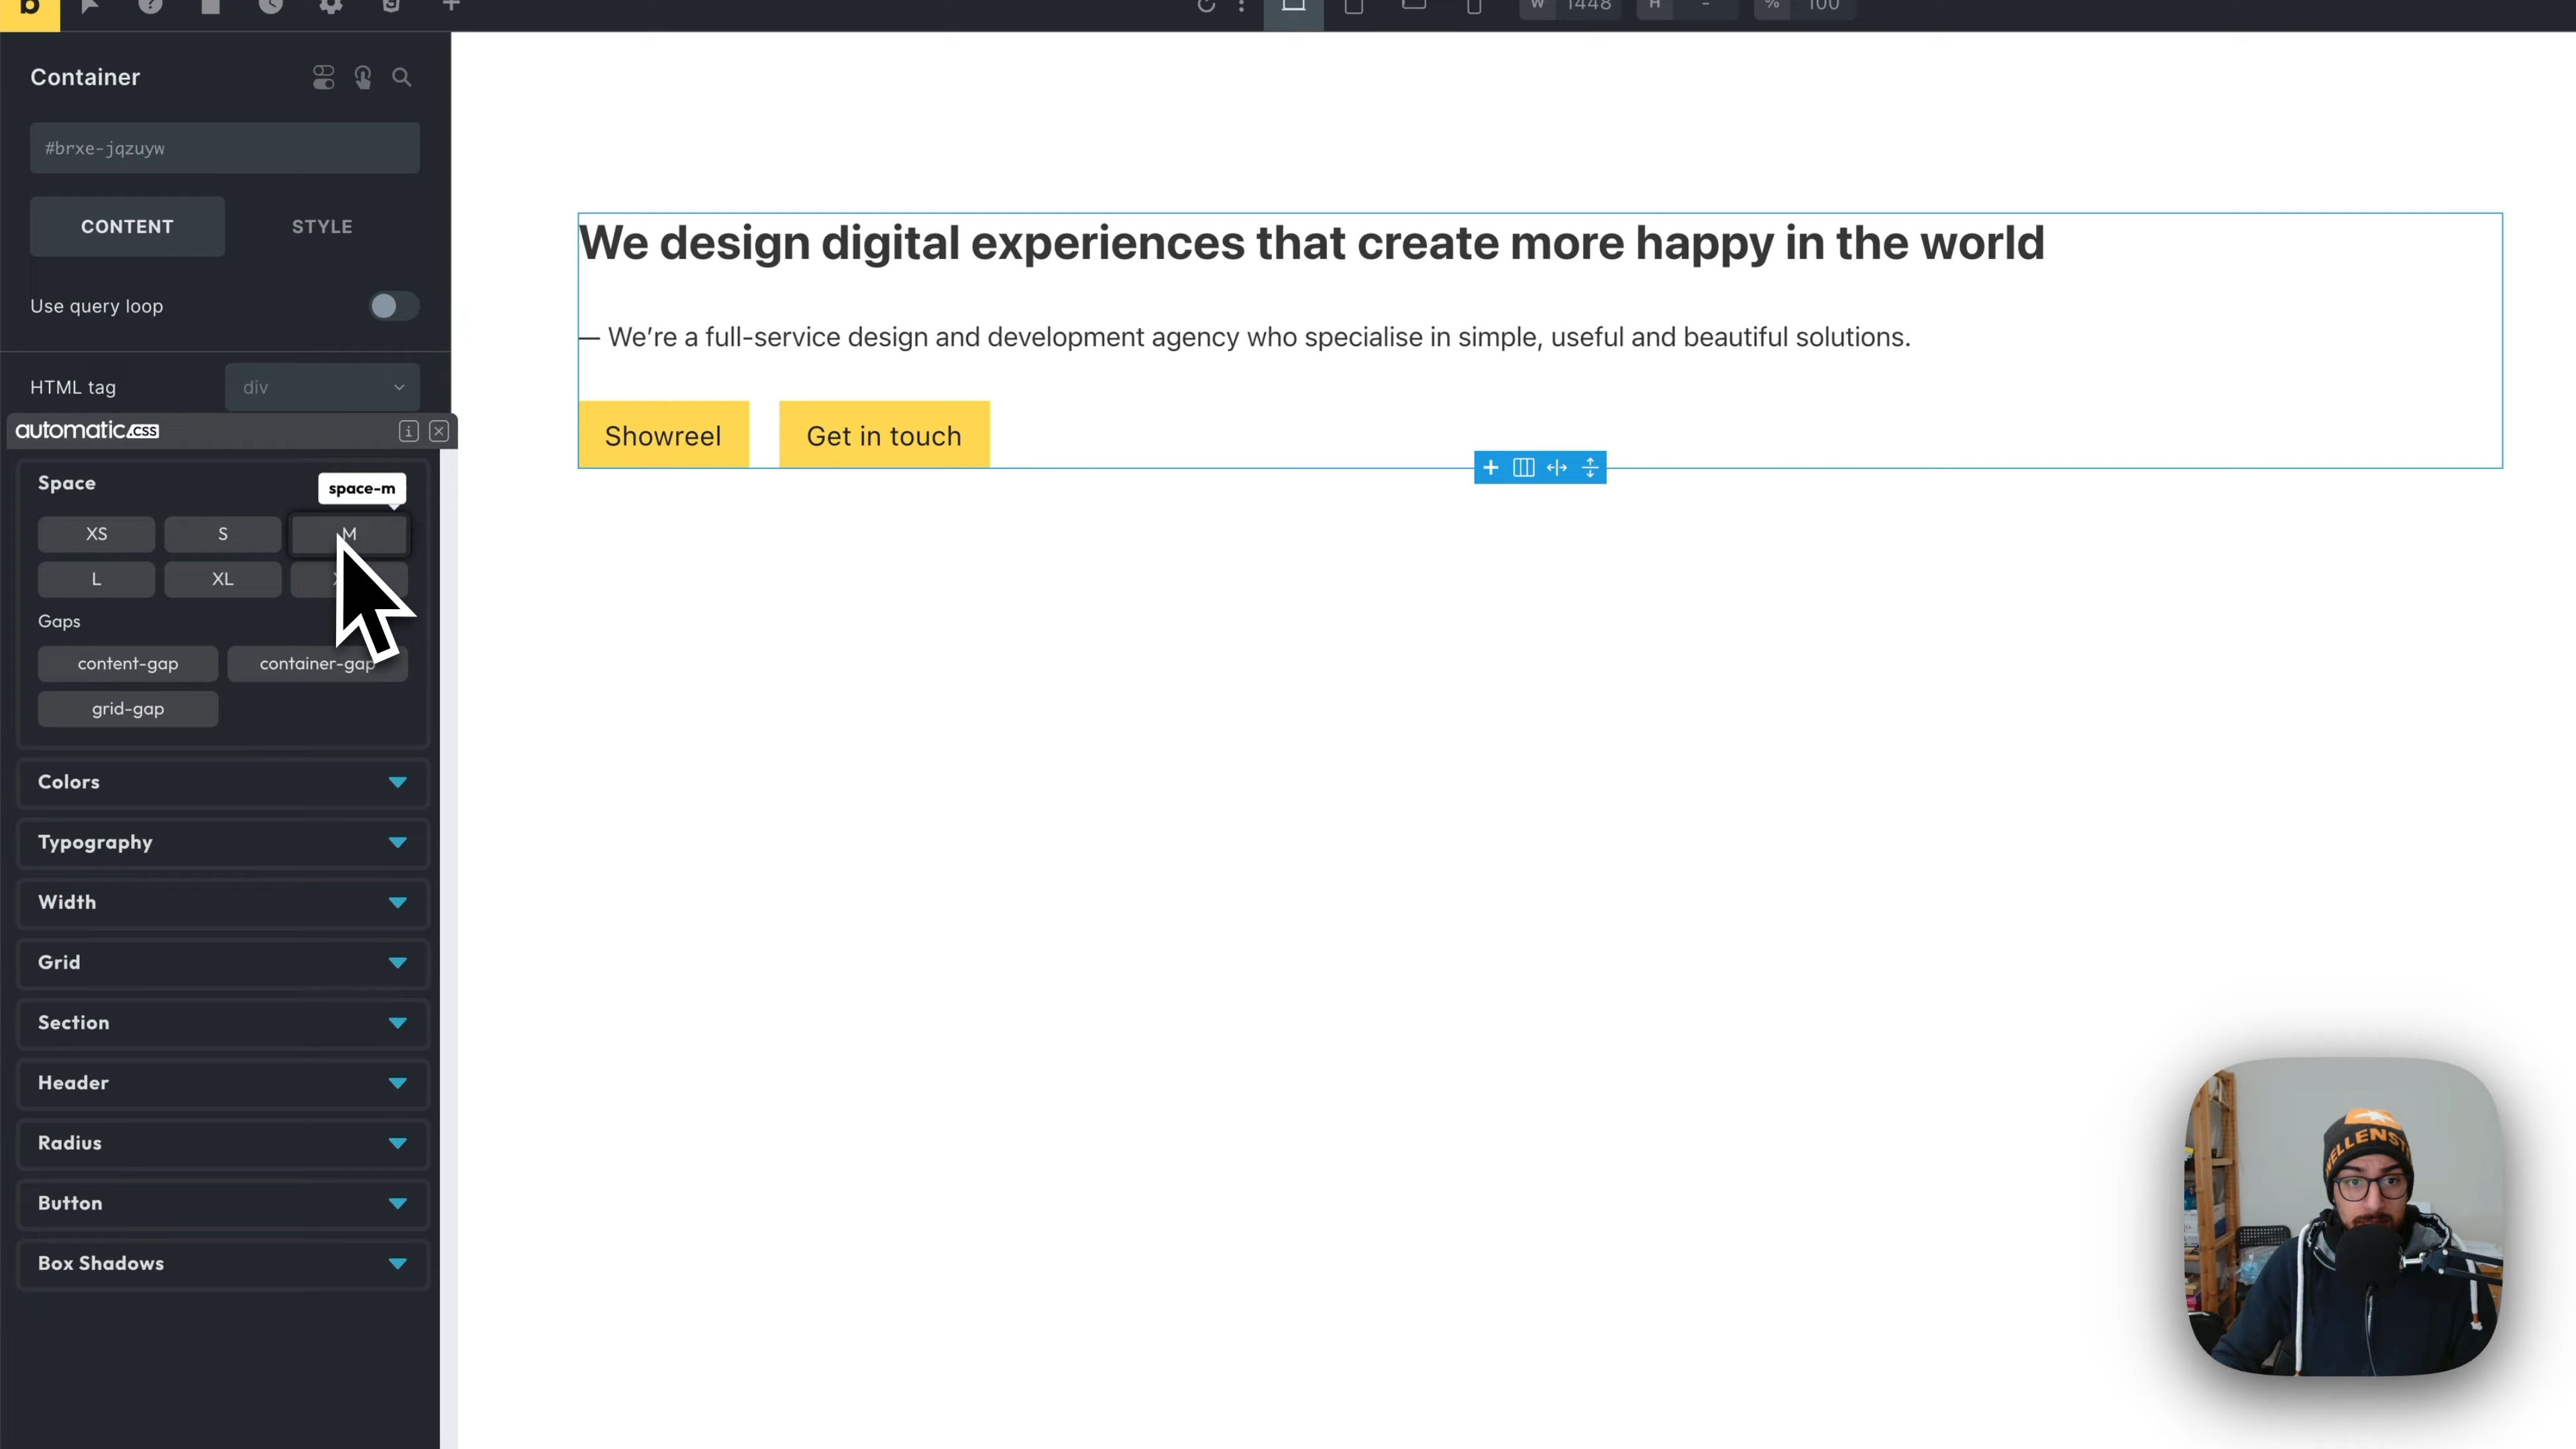 b
W 1448 H - % 100
Container
#brxe-jqzuyw
CONTENT STYLE
Use query loop
HTML tag div
automatic.css
Space
space-m
XS S M
L XL
Gaps
content-gap container-gap
grid-gap
Colors
Typography
Width
Grid
Section
Header
Radius
Button
Box Shadows
We design digital experiences that create more happy in the world
— We’re a full-service design and development agency who specialise in simple, useful and beautiful solutions.
Showreel Get in touch